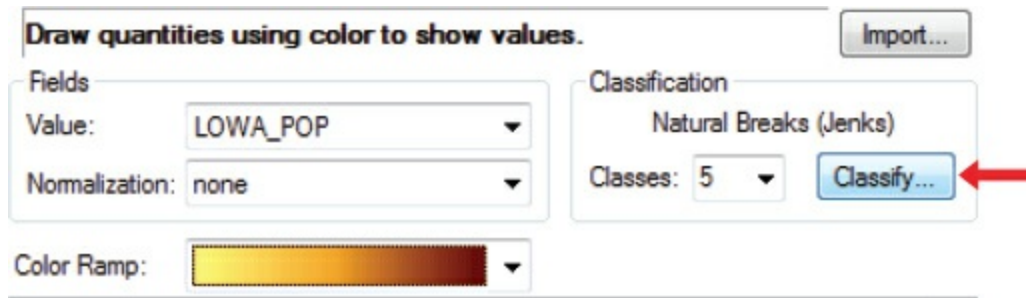 Draw quantities using color to show values.
Import...
Fields
Classification
Value:
LOWA_POP
Natural Breaks (Jenks)
Normalization:
none
Classes:
5
Classify...
Color Ramp: